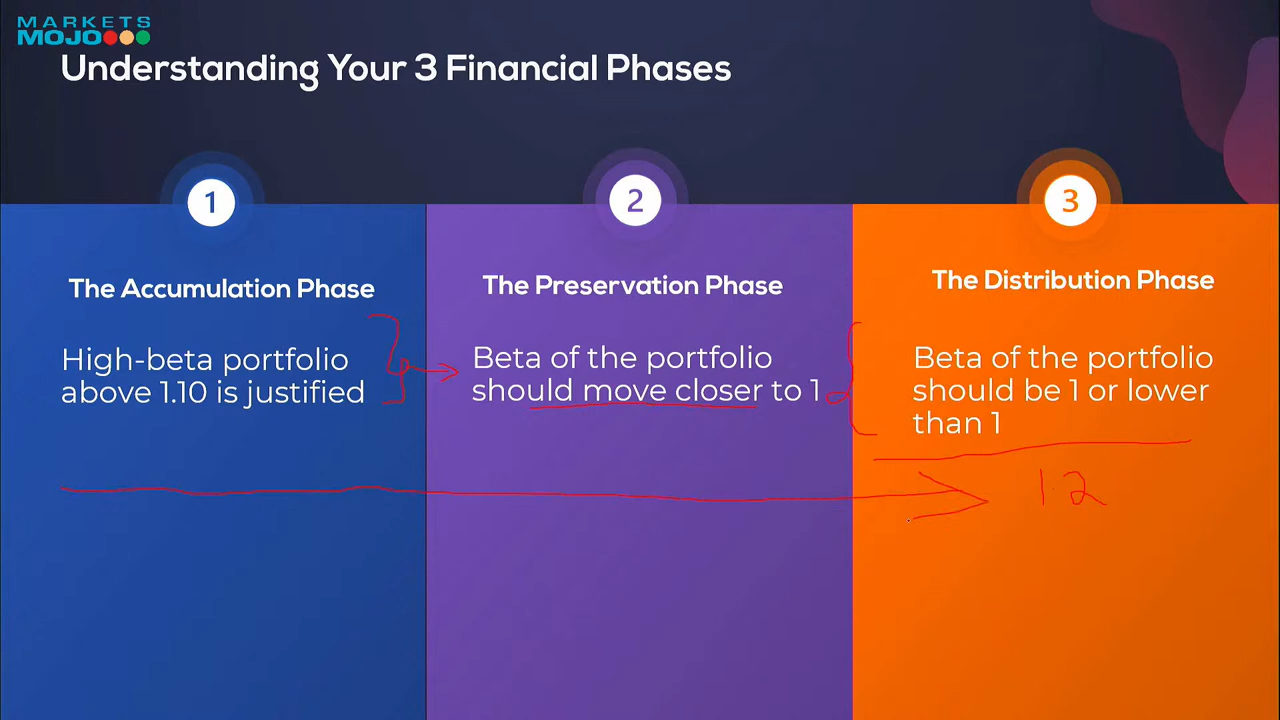 MARKETS
MOJO
Understanding Your 3 Financial Phases
1
The Accumulation Phase
High-beta portfolio
above 1.10 is justified
2
The Preservation Phase
Beta of the portfolio
should move closer to 1
3
The Distribution Phase
Beta of the portfolio
should be 1 or lower
than 1
1.2